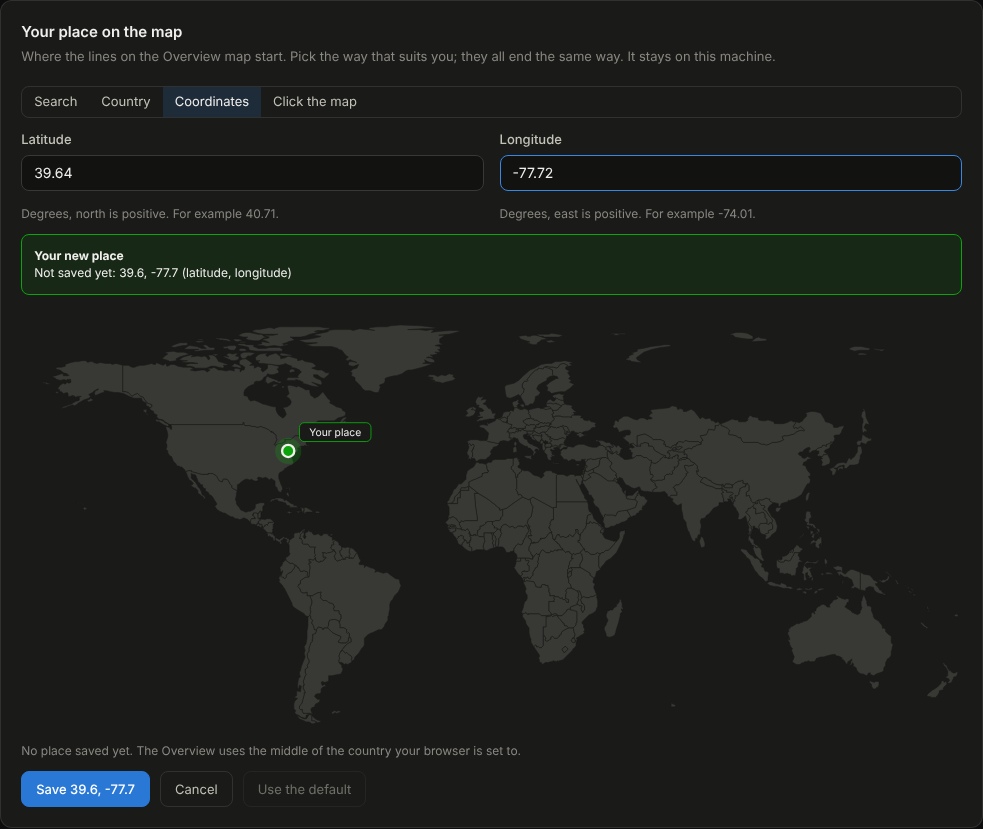 Your place on the map
Where the lines on the Overview map start. Pick the way that suits you; they all end the same way. It stays on this machine.
Search Country Coordinates Click the map
Latitude Longitude
39.64 -77.72
Degrees, north is positive. For example 40.71. Degrees, east is positive. For example -74.01.
Your new place
Not saved yet: 39.6, -77.7 (latitude, longitude)
Your place
No place saved yet. The Overview uses the middle of the country your browser is set to.
Save 39.6, -77.7 Cancel Use the default